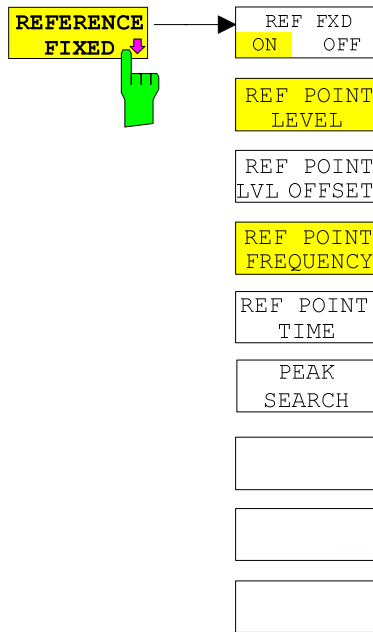 REFERENCE
FIXED
REF FXD
ON OFF
REF POINT
LEVEL
REF POINT
LVL OFFSET
REF POINT
FREQUENCY
REF POINT
TIME
PEAK
SEARCH